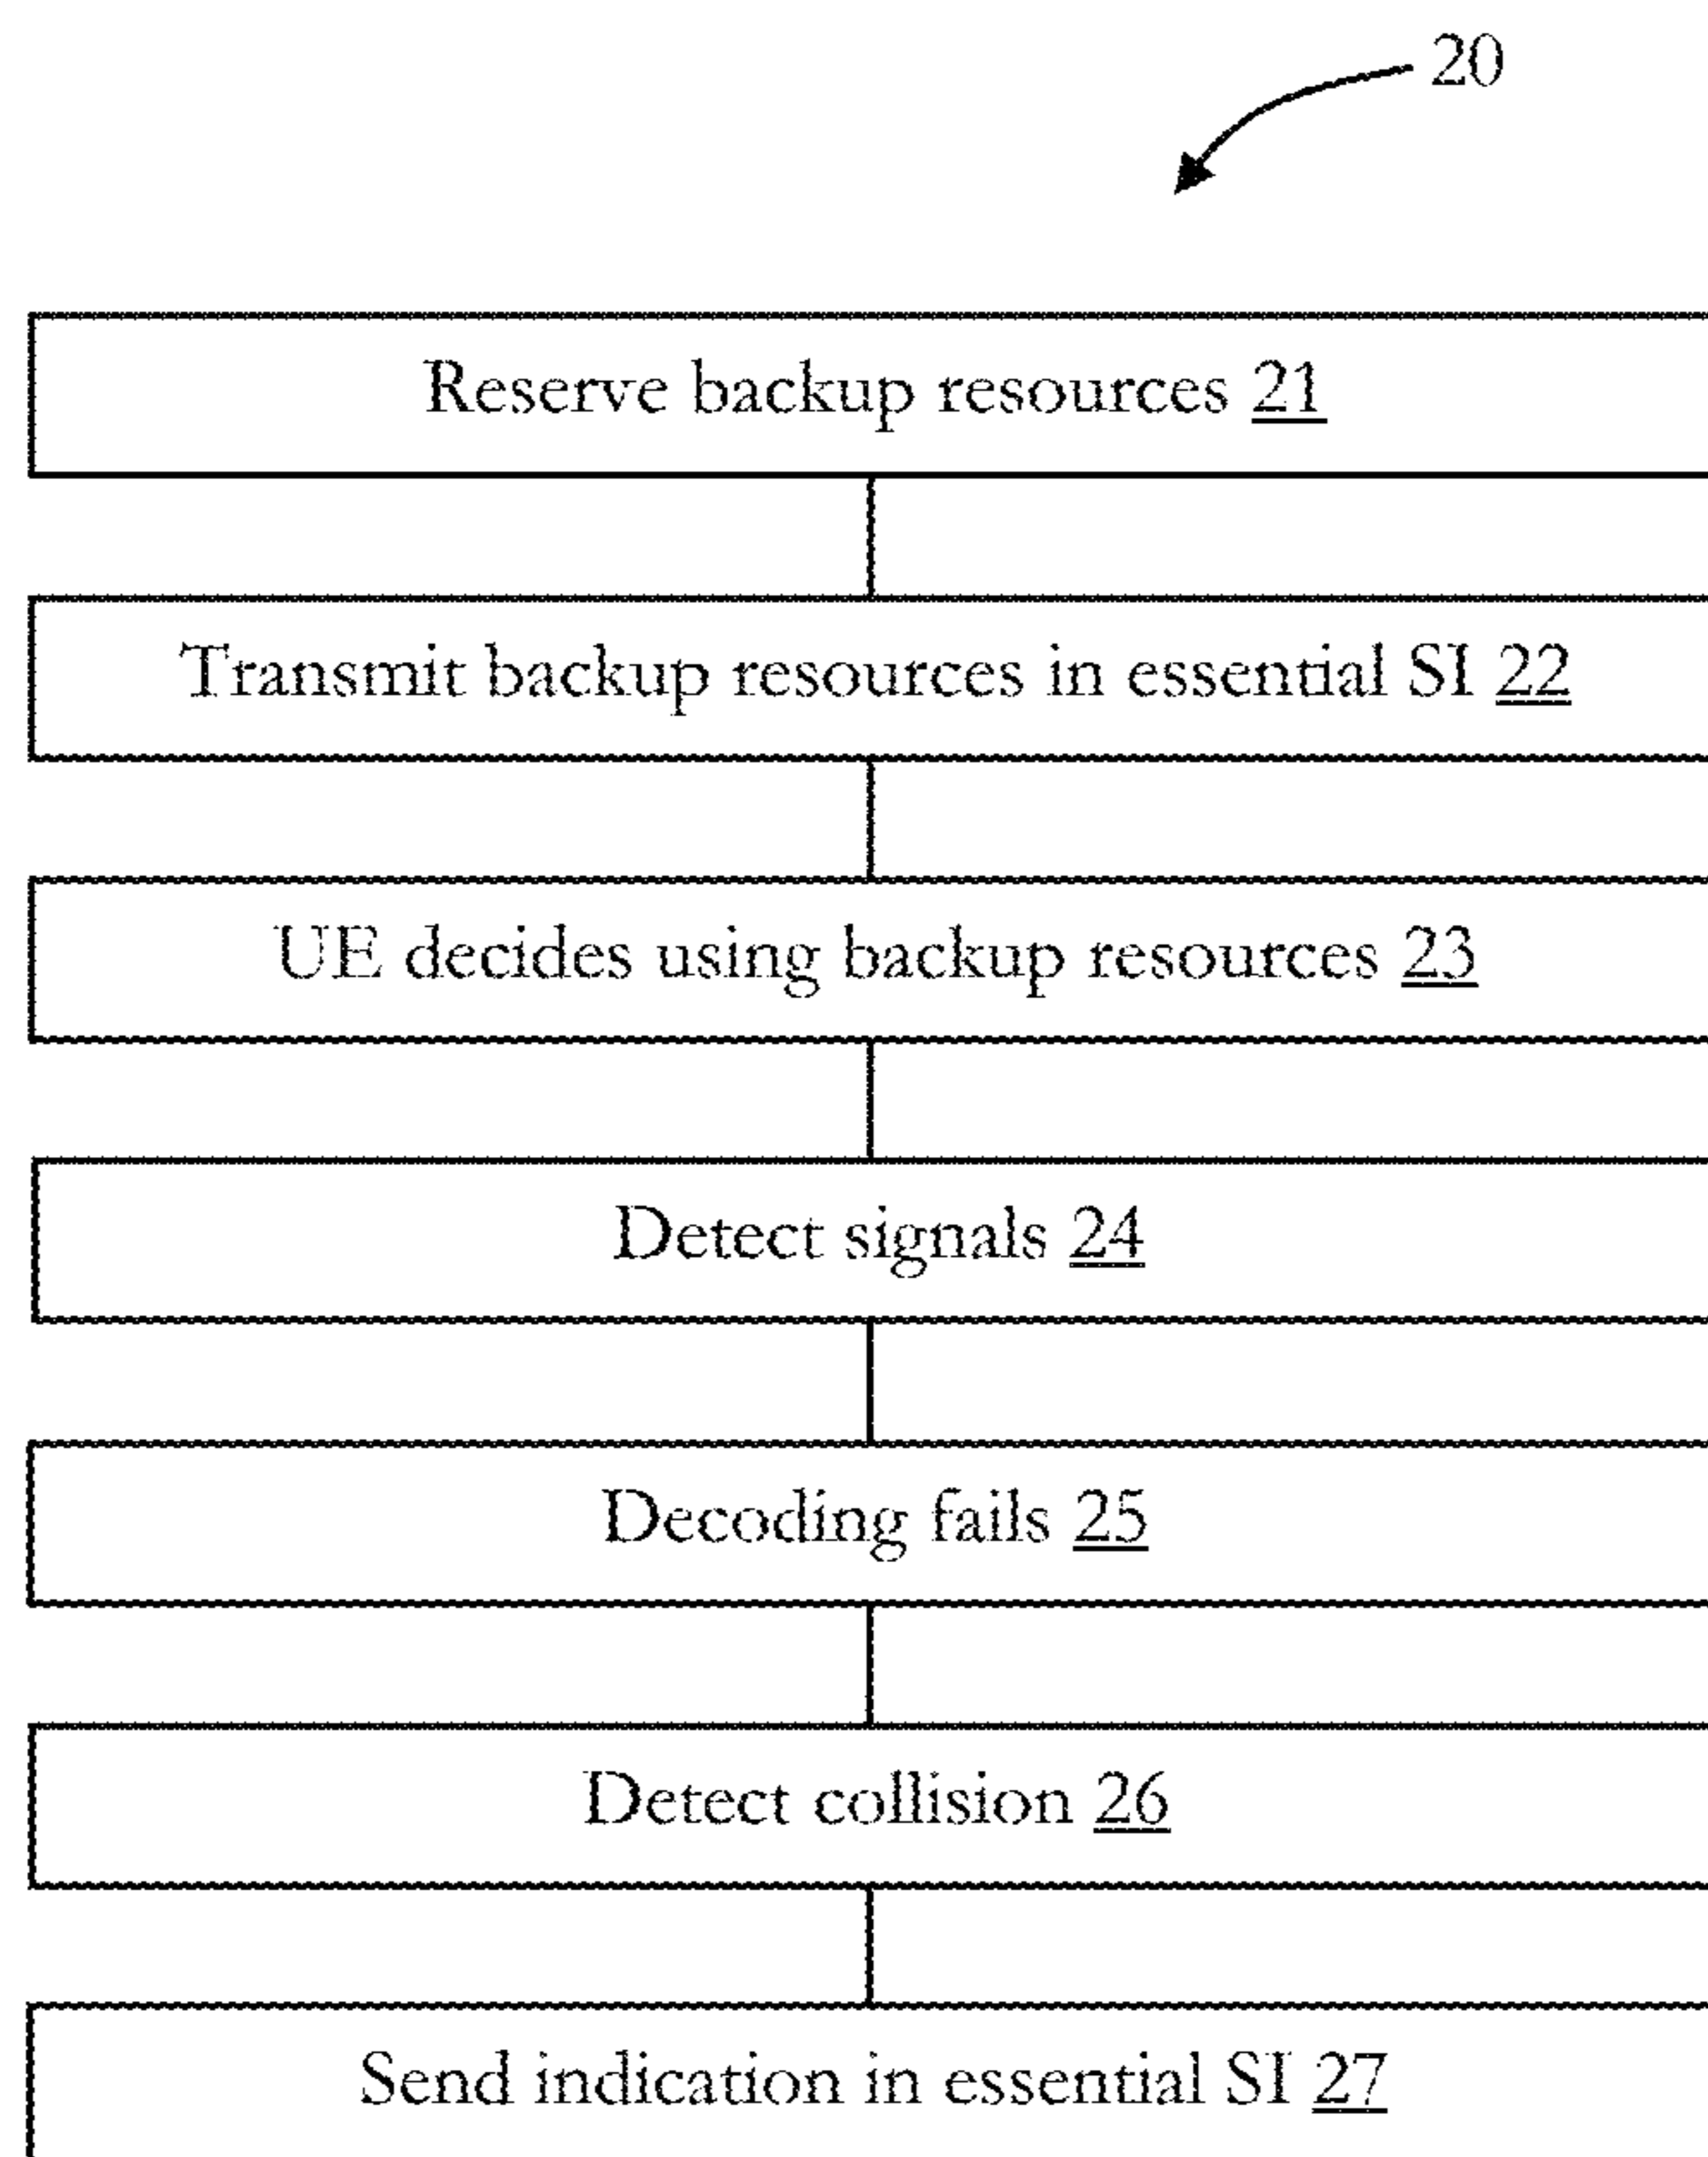 20
Reserve backup resources 21
Transmit backup resources in essential SI 22
UE decides using backup resources 23
Detect signals 24
Decoding fails 25
Detect collision 26
Send indication in essential SI 27